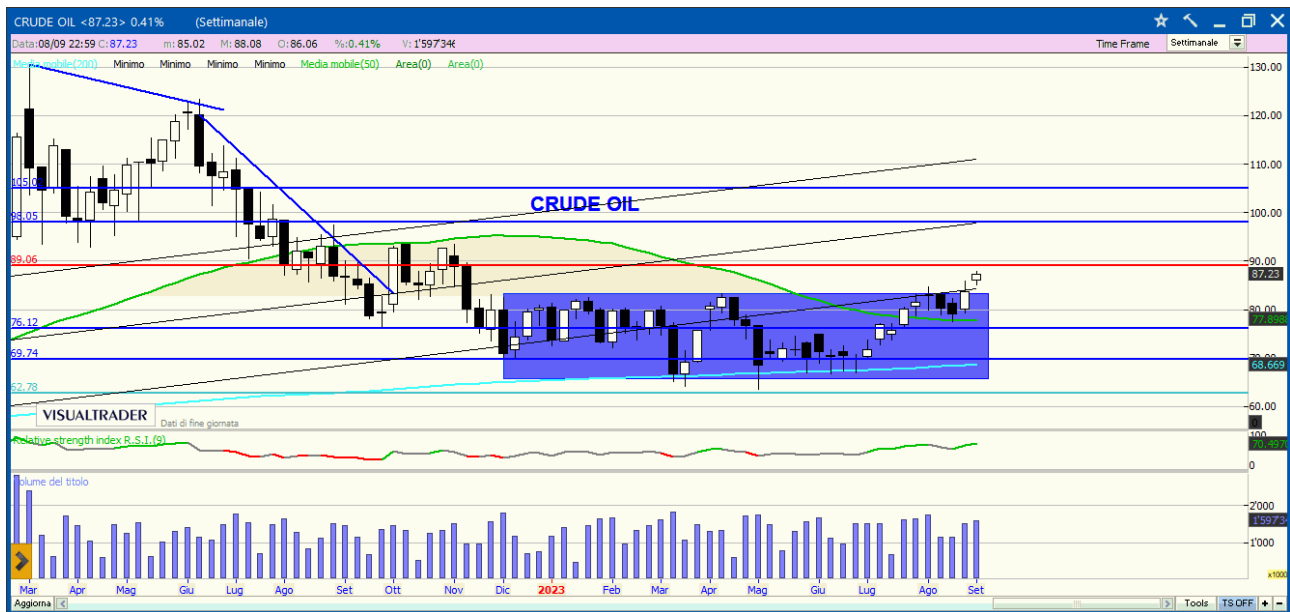 CRUDE OIL <87.23> 0.41% (Settimanale)
Data:08/09 22:59 C:87.23 m:85.02 M:88.08 O:86.06 %:0.41% V:1'597'34
Time Frame Settimanale
Media mobile(200) Minimo Minimo Minimo Minimo Media mobile(50) Area(0) Area(0)
130.00
120.00
110.00
105.0
100.00
98.05
CRUDE OIL
90.00
89.06
87.23
80.00
77.898
76.12
69.74
68.669
62.78
60.00
VISUALTRADER
Dati di fine giornata
0
100
Relative strength index R.S.I.(9)
70.497
0
Volume del titolo
2'000
1'597'34
1'000
x1000
Mar Apr Mag Giu Lug Ago Set Ott Nov Dic 2023 Feb Mar Apr Mag Giu Lug Ago Set
Aggiorna Tools TS OFF + -